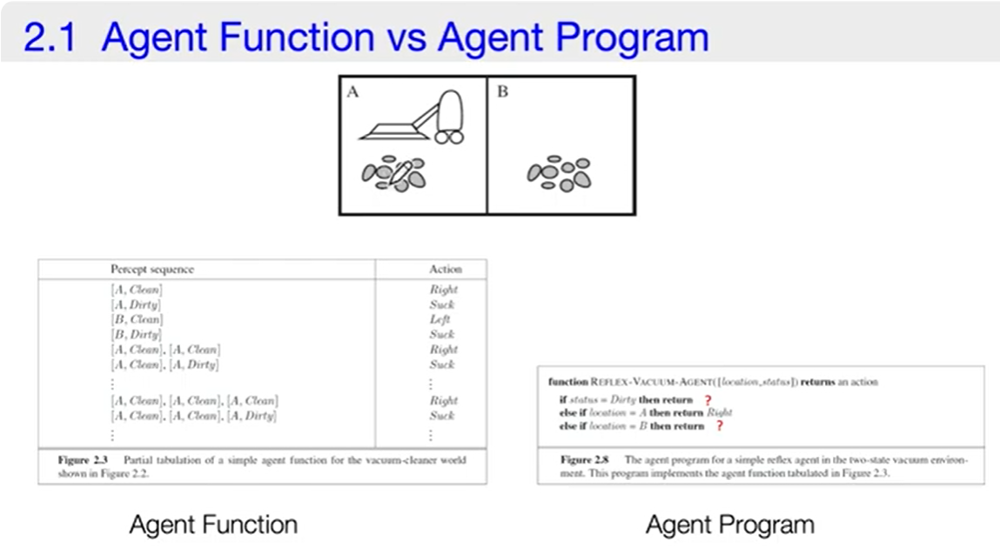 2.1 Agent Function vs Agent Program
A
B
Percept sequence Action
[A, Clean] Right
[A, Dirty] Suck
[B, Clean] Left
[B, Dirty] Suck
[A, Clean], [A, Clean] Right
[A, Clean], [A, Dirty] Suck
⋮ ⋮
[A, Clean], [A, Clean], [A, Clean] Right
[A, Clean], [A, Clean], [A, Dirty] Suck
⋮ ⋮
Figure 2.3 Partial tabulation of a simple agent function for the vacuum-cleaner world
shown in Figure 2.2.
Agent Function
function REFLEX-VACUUM-AGENT([location,status]) returns an action
if status = Dirty then return ?
else if location = A then return Right
else if location = B then return ?
Figure 2.8 The agent program for a simple reflex agent in the two-state vacuum environ-
ment. This program implements the agent function tabulated in Figure 2.3.
Agent Program